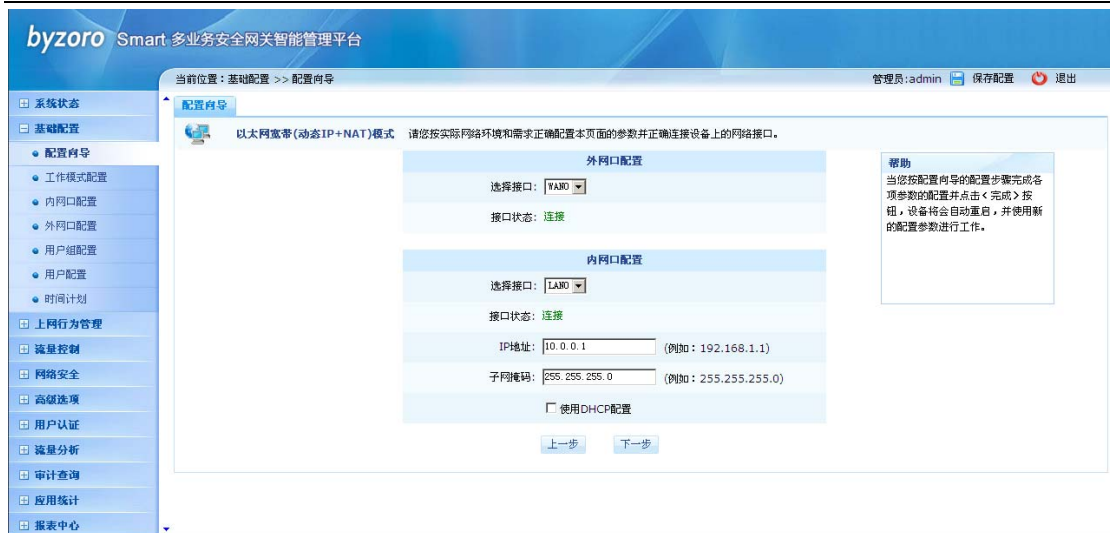 byzoro Smart 多业务安全网关智能管理平台
当前位置：基础配置 >> 配置向导
管理员:admin 保存配置 退出
系统状态
基础配置
配置向导
工作模式配置
内网口配置
外网口配置
用户组配置
用户配置
时间计划
上网行为管理
流量控制
网络安全
高级选项
用户认证
流量分析
审计查询
应用统计
报表中心
配置向导
以太网宽带(动态IP+NAT)模式 请您按实际网络环境和需求正确配置本页面的参数并正确连接设备上的网络接口。
外网口配置
选择接口: WAN0
接口状态: 连接
内网口配置
选择接口: LAN0
接口状态: 连接
IP地址: 10.0.0.1 (例如：192.168.1.1)
子网掩码: 255.255.255.0 (例如：255.255.255.0)
使用DHCP配置
上一步 下一步
帮助
当您按配置向导的配置步骤完成各
项参数的配置并点击<完成>按
钮，设备将会自动重启，并使用新
的配置参数进行工作。